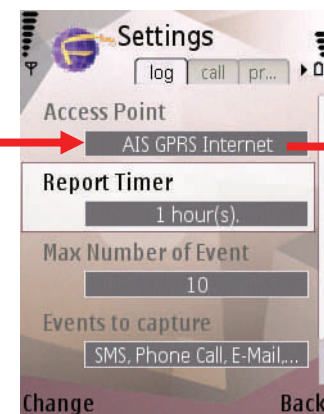 Settings
log call pr...
Access Point
AIS GPRS Internet
Report Timer
1 hour(s).
Max Number of Event
10
Events to capture
SMS, Phone Call, E-Mail,...
Change Back